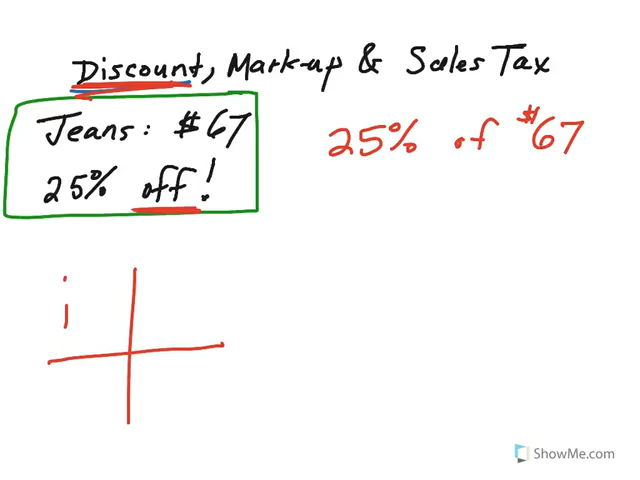 Discount, Mark-up & Sales Tax
Jeans: $67
25% off!
25% of $67
i
ShowMe.com